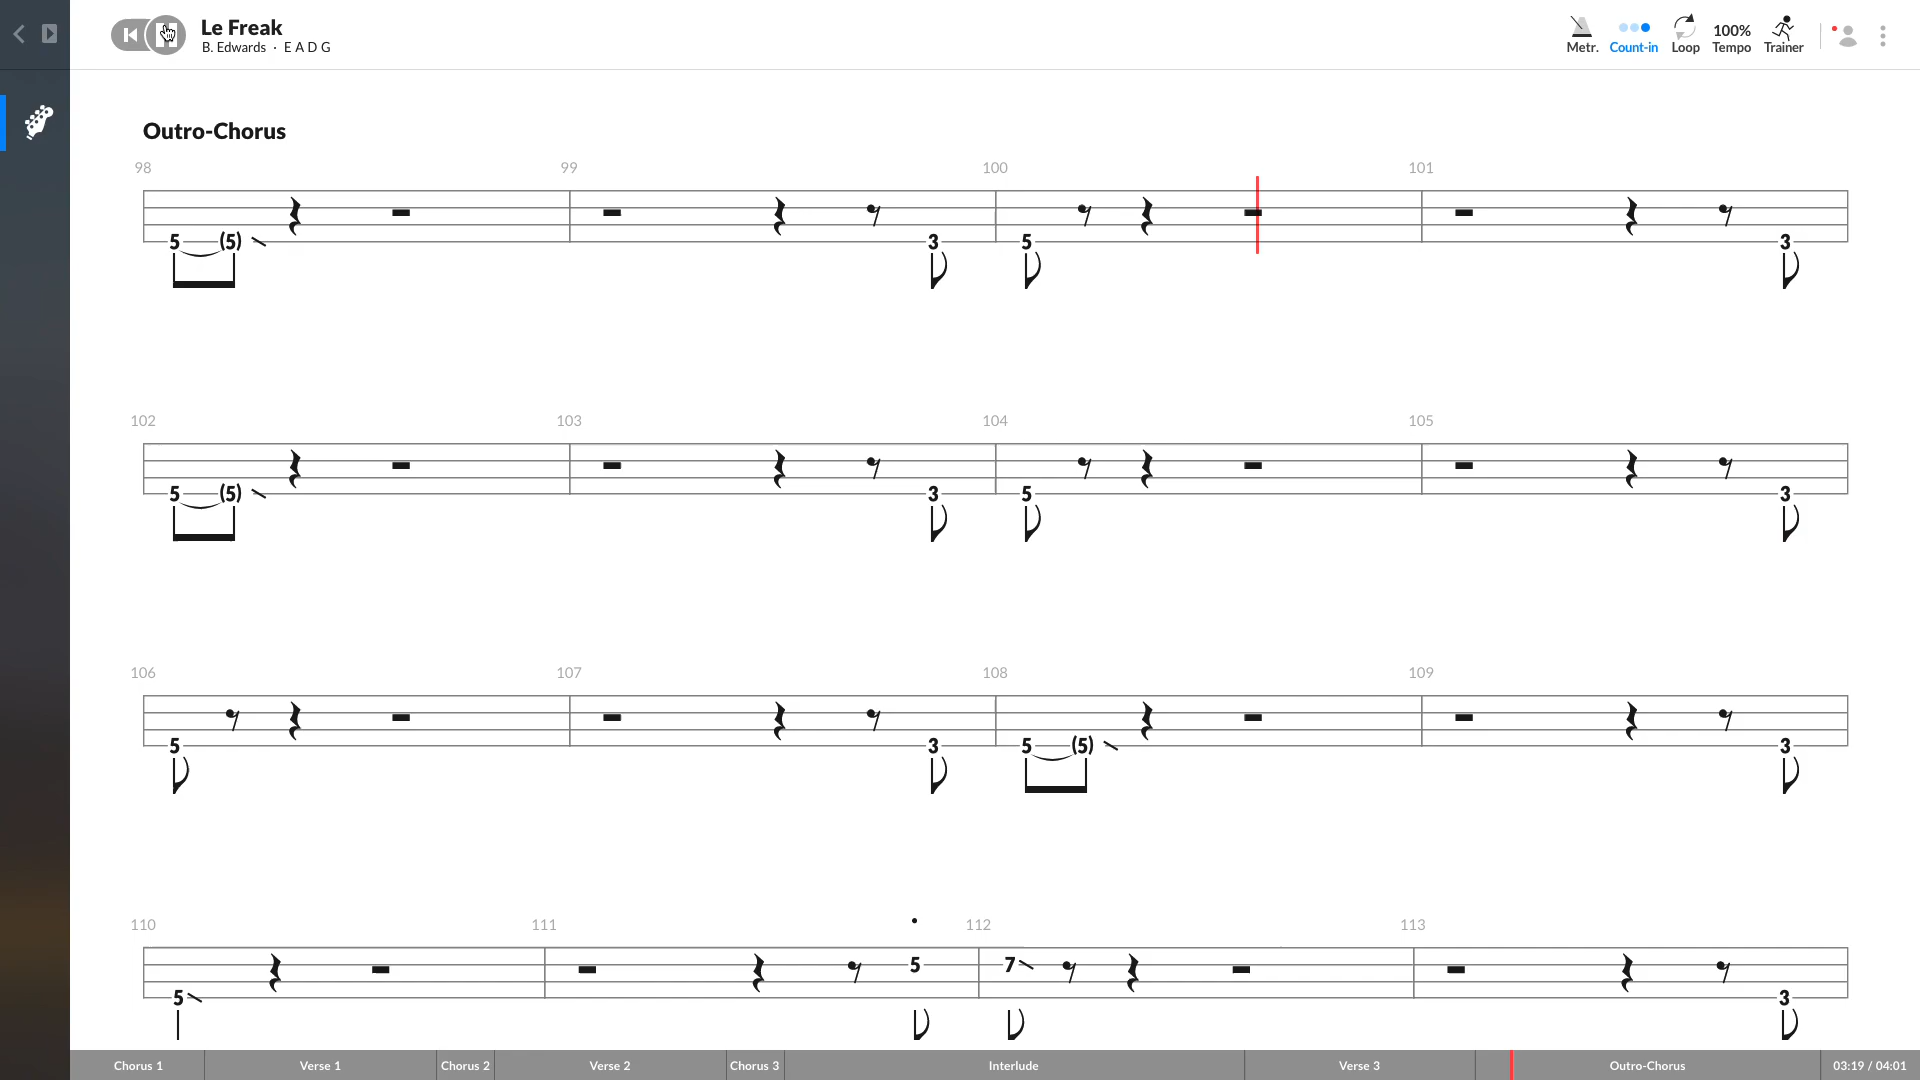 Le Freak
B. Edwards · E A D G
Metr.
Count-in
Loop
100%
Tempo
Trainer
Outro-Chorus
98 99 100 101
5 (5) 3 5 3
102 103 104 105
5 (5) 3 5 3
106 107 108 109
5 3 5 (5) 3
110 111 112 113
5 7
5 3
Chorus 1 Verse 1 Chorus 2 Verse 2 Chorus 3 Interlude Verse 3 Outro-Chorus 03:19 / 04:01